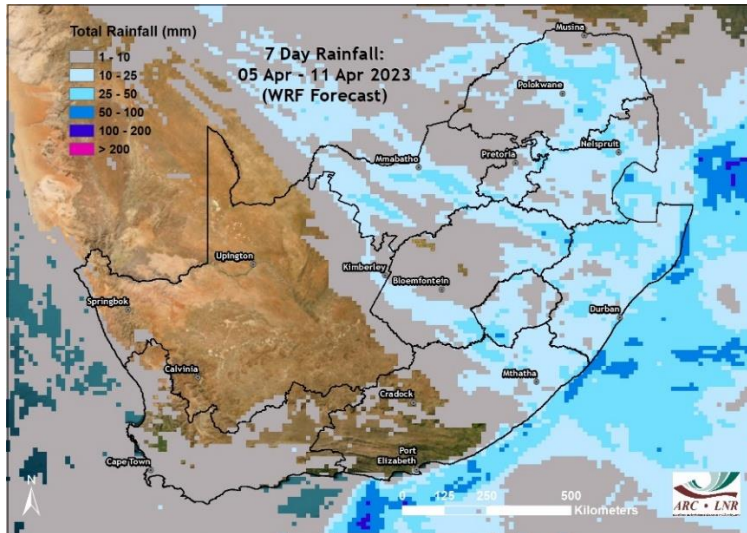 Total Rainfall (mm)
1 - 10
10 - 25
25 - 50
50 - 100
100 - 200
> 200
7 Day Rainfall:
05 Apr - 11 Apr 2023
(WRF Forecast)
Musina
Polokwane
Nelspruit
Pretoria
Mmabatho
Upington
Kimberley
Bloemfontein
Springbok
Durban
Calvinia
Mthatha
Cradock
Port
Elizabeth
Cape Town
N
0 125 250 500
Kilometers
ARC • LNR